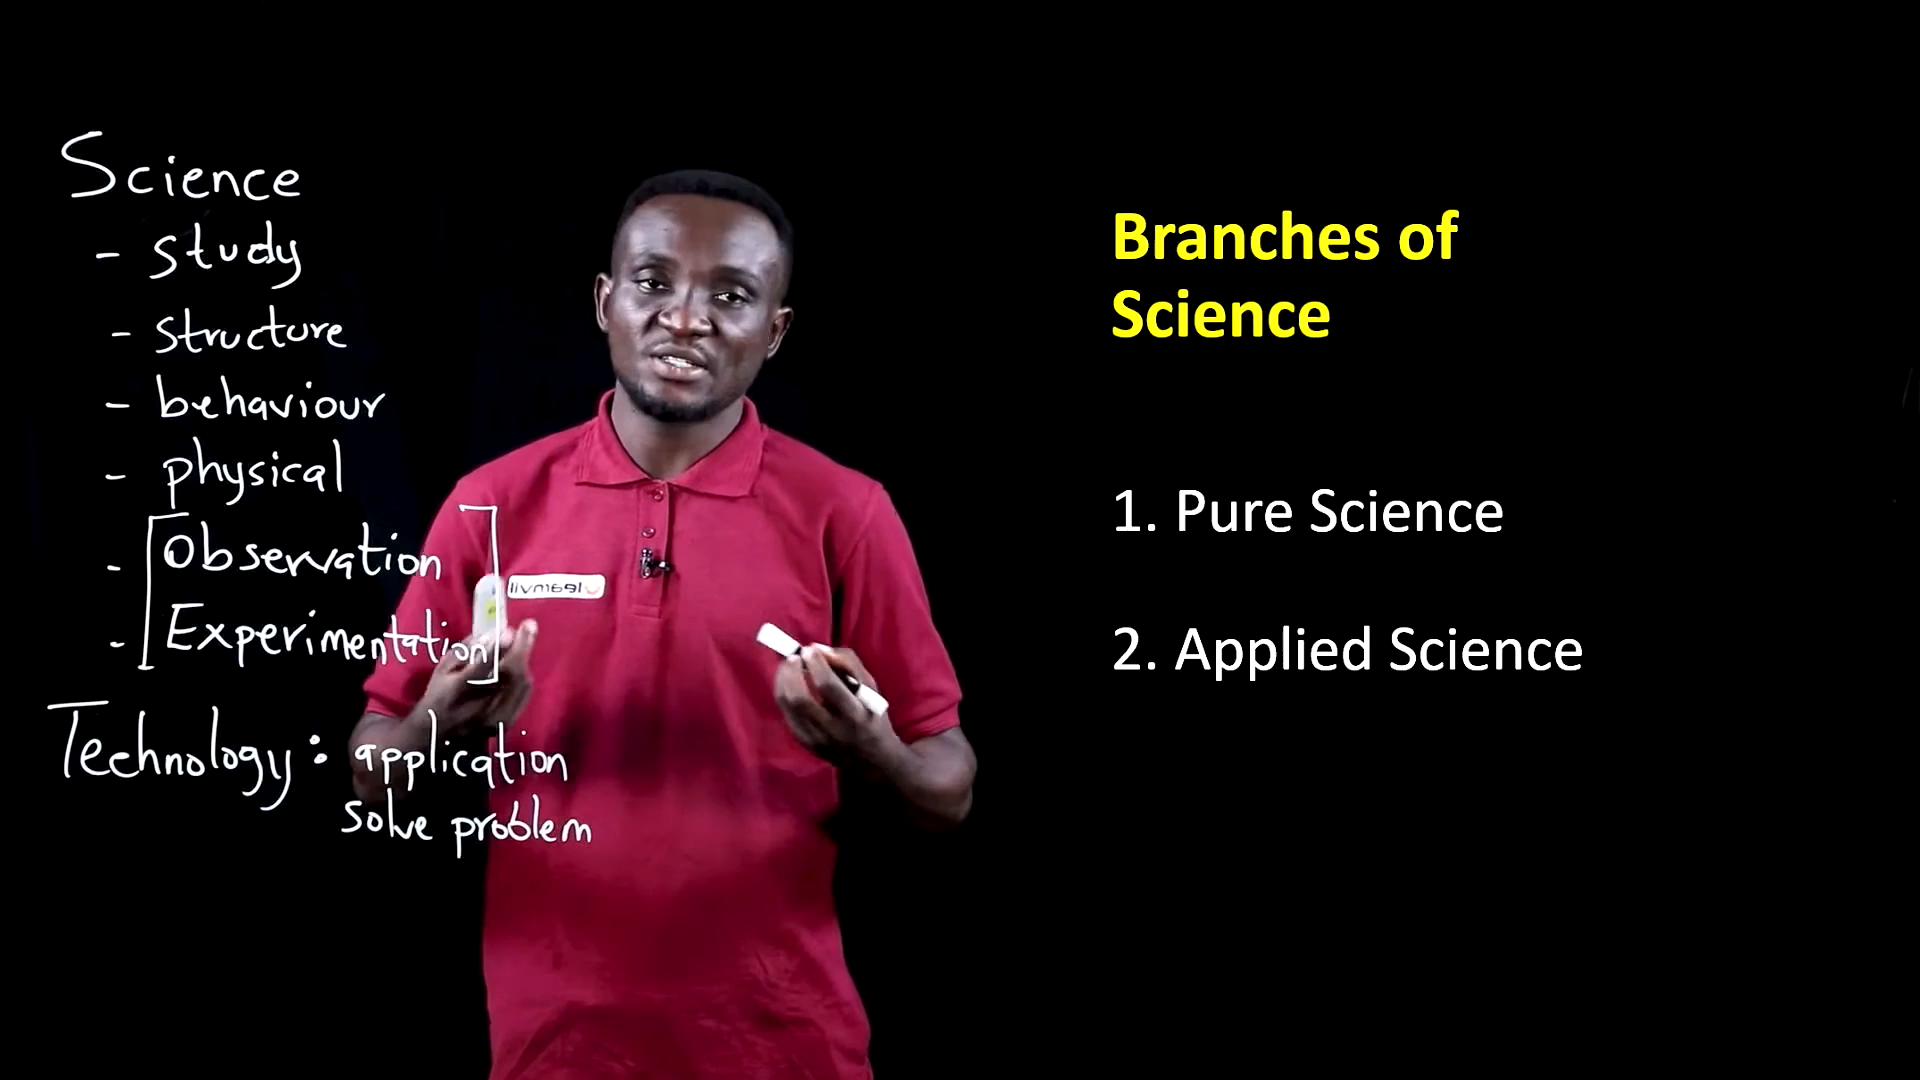 Science
- study
- structure
- behaviour
- physical
- [Observation
- Experimentation]
Technology: application
solve problem
Branches of
Science
1. Pure Science
2. Applied Science